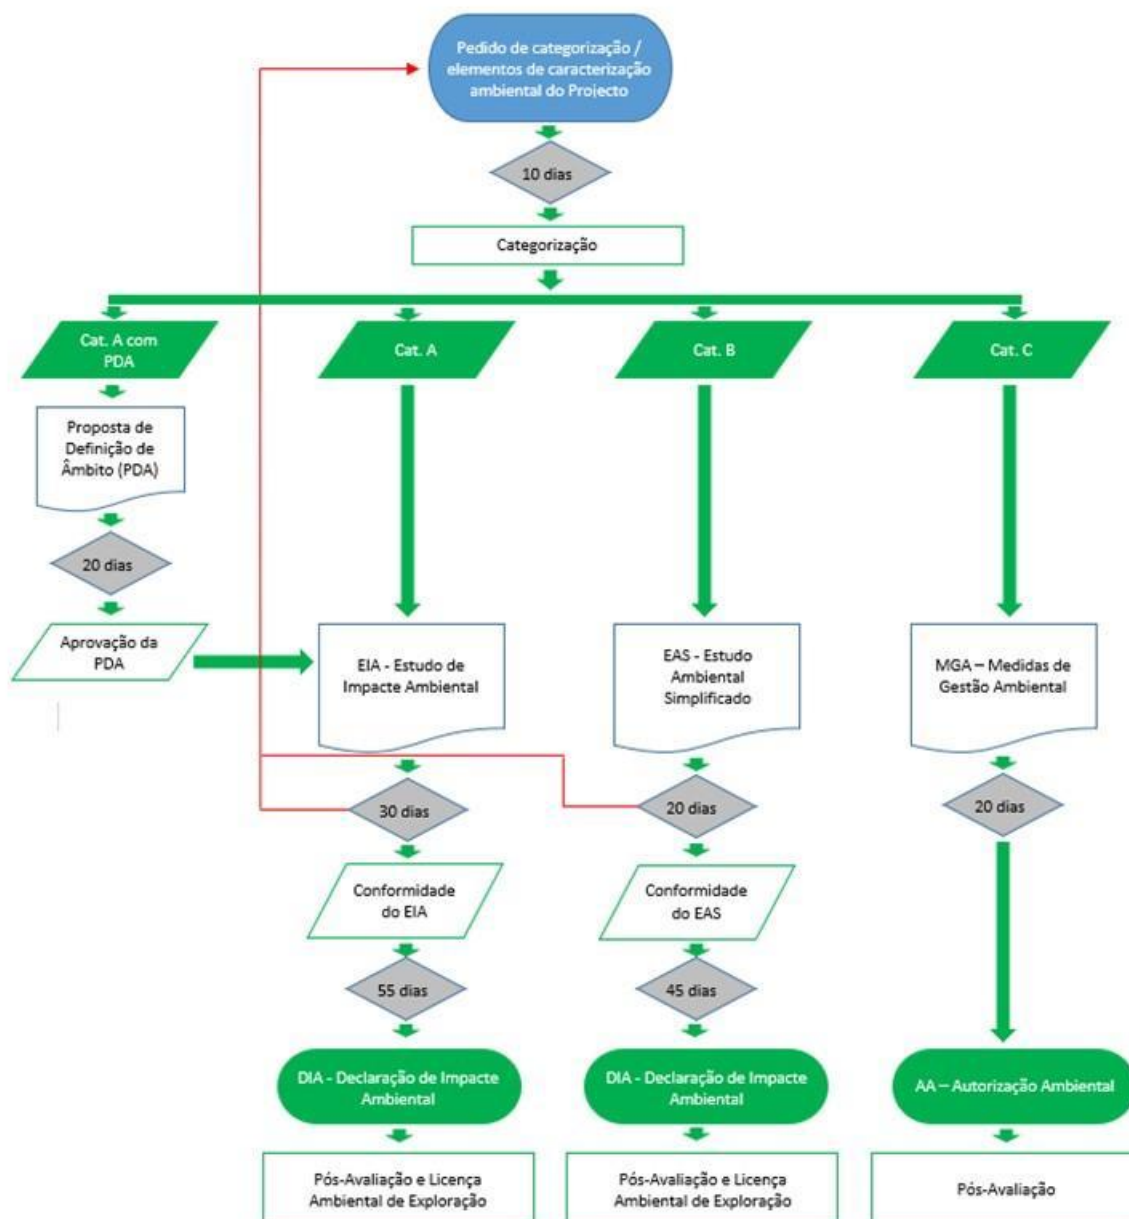 Pedido de categorização /
elementos de caracterização
ambiental do Projecto
10 dias
Categorização
Cat. A com
PDA
Cat. A
Cat. B
Cat. C
Proposta de
Definição de
Âmbito (PDA)
20 dias
Aprovação da
PDA
EIA - Estudo de
Impacte Ambiental
EAS - Estudo
Ambiental
Simplificado
MGA – Medidas de
Gestão Ambiental
30 dias
20 dias
20 dias
Conformidade
do EIA
Conformidade
do EAS
55 dias
45 dias
DIA - Declaração de Impacte
Ambiental
DIA - Declaração de Impacte
Ambiental
AA – Autorização Ambiental
Pós-Avaliação e Licença
Ambiental de Exploração
Pós-Avaliação e Licença
Ambiental de Exploração
Pós-Avaliação